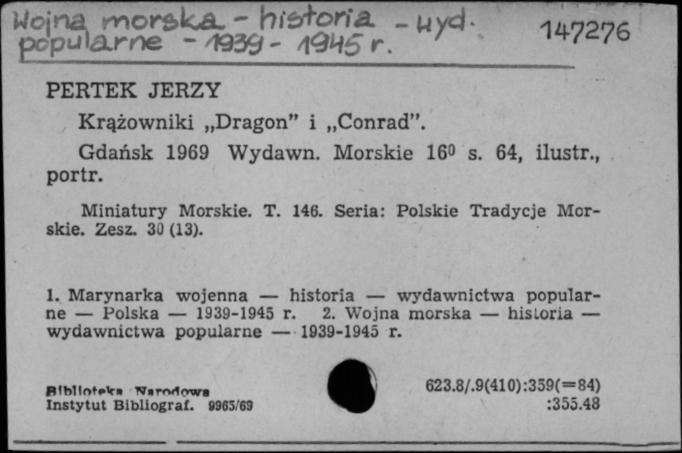 Wojna morska - historia - wyd.
popularne - 1939 - 1945 r.
147276
PERTEK JERZY
Krążowniki „Dragon” i „Conrad”.
Gdańsk 1969 Wydawn. Morskie 16⁰ s. 64, ilustr.,
portr.
Miniatury Morskie. T. 146. Seria: Polskie Tradycje Mor-
skie. Zesz. 30 (13).
1. Marynarka wojenna — historia — wydawnictwa popular-
ne — Polska — 1939-1945 r. 2. Wojna morska — historia —
wydawnictwa popularne — 1939-1945 r.
Biblioteka Narodowa
Instytut Bibliograf. 9965/69
623.8/.9(410):359(=84)
:355.48